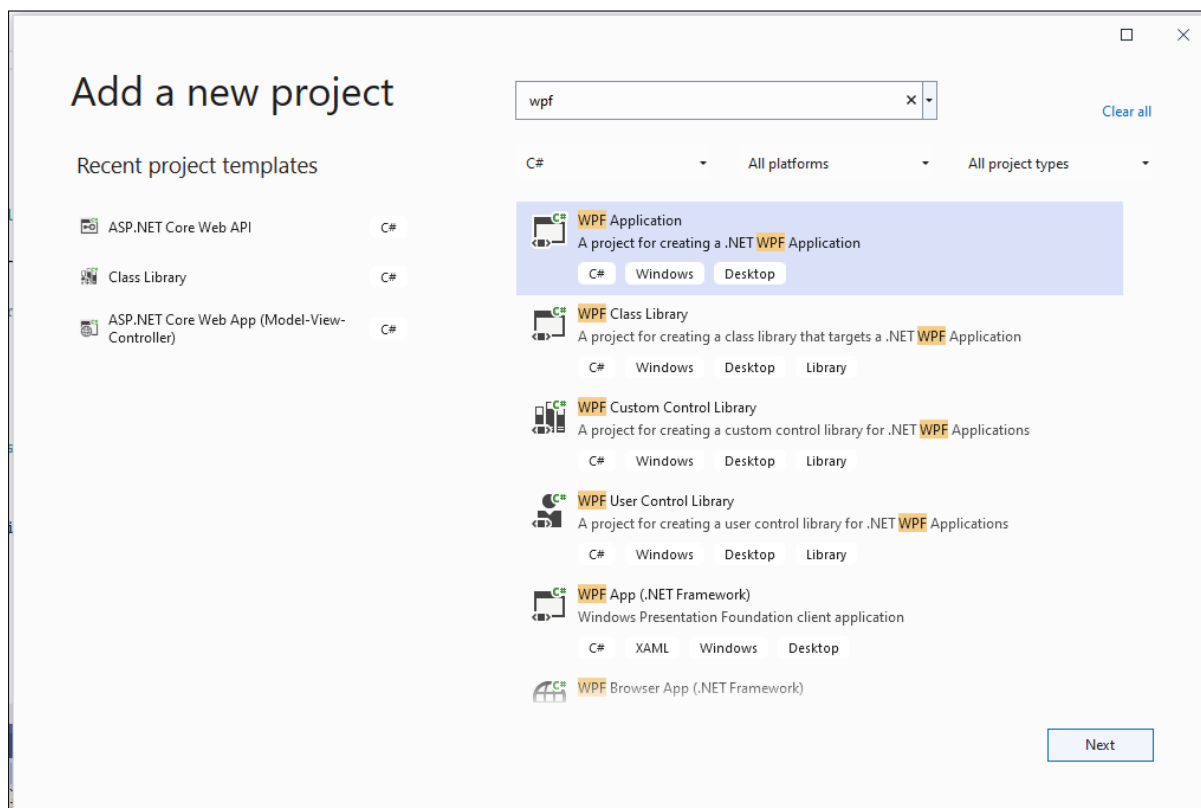 Add a new project
wpf
Clear all
Recent project templates
C#
All platforms
All project types
ASP.NET Core Web API
C#
Class Library
C#
ASP.NET Core Web App (Model-View-
Controller)
C#
WPF Application
A project for creating a .NET WPF Application
C# Windows Desktop
WPF Class Library
A project for creating a class library that targets a .NET WPF Application
C# Windows Desktop Library
WPF Custom Control Library
A project for creating a custom control library for .NET WPF Applications
C# Windows Desktop Library
WPF User Control Library
A project for creating a user control library for .NET WPF Applications
C# Windows Desktop Library
WPF App (.NET Framework)
Windows Presentation Foundation client application
C# XAML Windows Desktop
WPF Browser App (.NET Framework)
Next